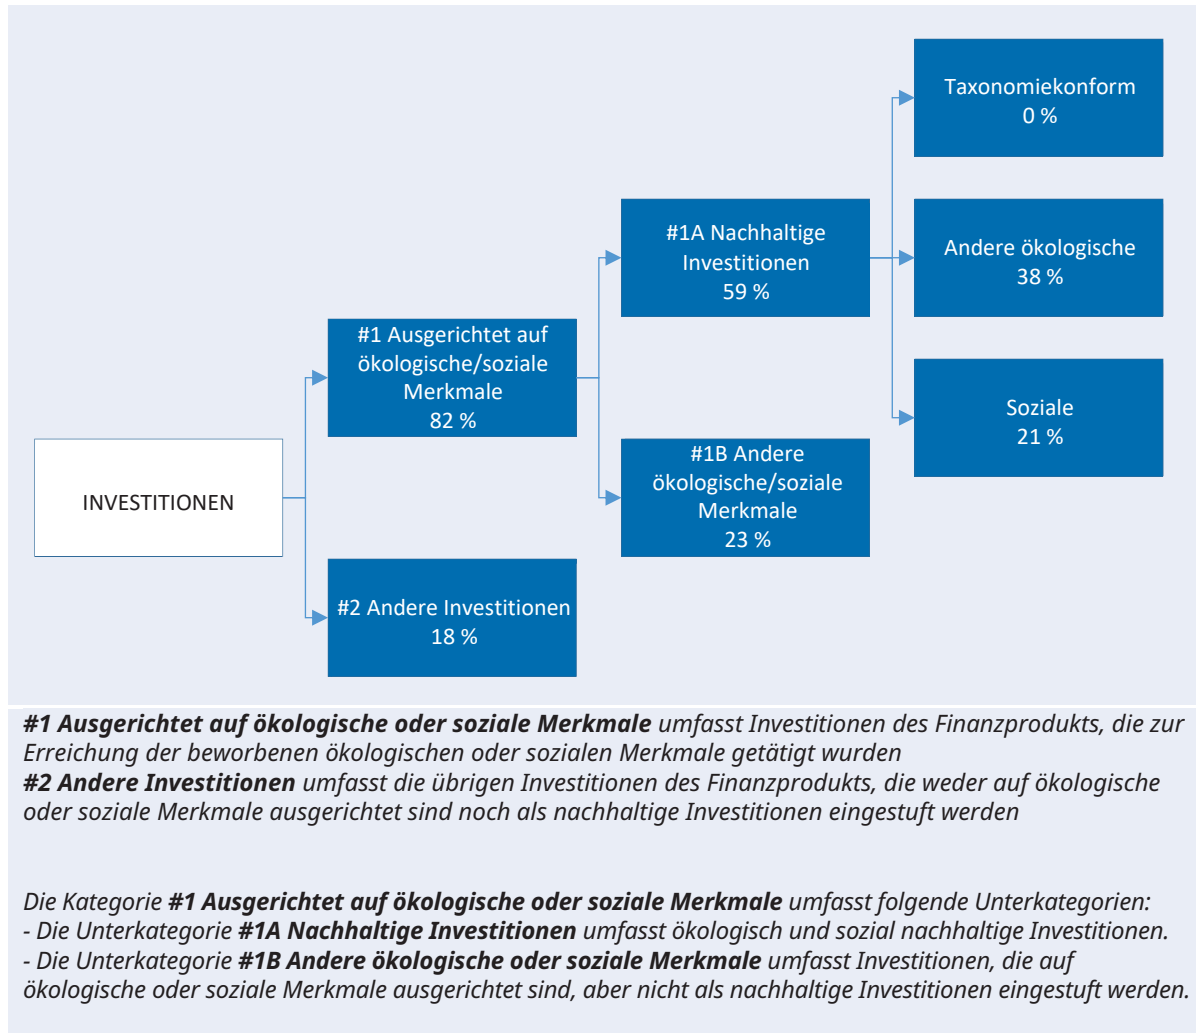 Taxonomiekonform
0 %
#1A Nachhaltige
Investitionen
59 %
Andere ökologische
38 %
#1 Ausgerichtet auf
ökologische/soziale
Merkmale
82 %
Soziale
21 %
INVESTITIONEN
#1B Andere
ökologische/soziale
Merkmale
23 %
#2 Andere Investitionen
18 %
#1 Ausgerichtet auf ökologische oder soziale Merkmale umfasst Investitionen des Finanzprodukts, die zur
Erreichung der beworbenen ökologischen oder sozialen Merkmale getätigt wurden
#2 Andere Investitionen umfasst die übrigen Investitionen des Finanzprodukts, die weder auf ökologische
oder soziale Merkmale ausgerichtet sind noch als nachhaltige Investitionen eingestuft werden
Die Kategorie #1 Ausgerichtet auf ökologische oder soziale Merkmale umfasst folgende Unterkategorien:
- Die Unterkategorie #1A Nachhaltige Investitionen umfasst ökologisch und sozial nachhaltige Investitionen.
- Die Unterkategorie #1B Andere ökologische oder soziale Merkmale umfasst Investitionen, die auf
ökologische oder soziale Merkmale ausgerichtet sind, aber nicht als nachhaltige Investitionen eingestuft werden.